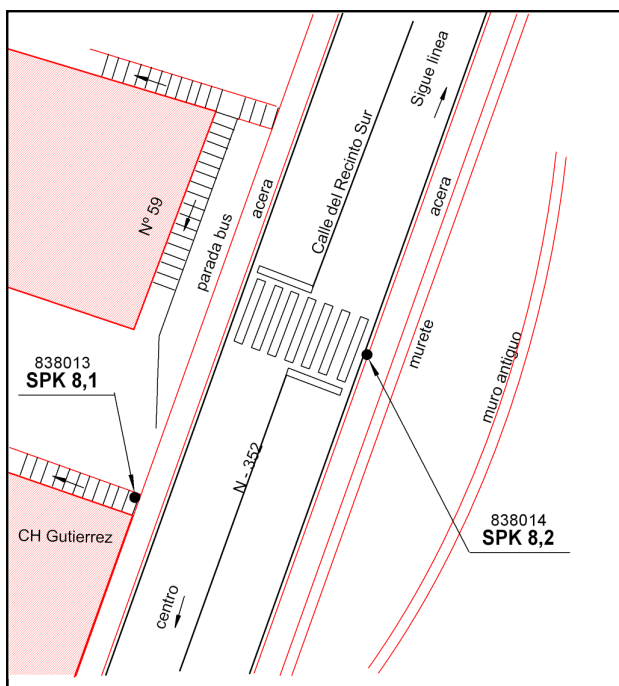 Sigue linea
Calle del Recinto Sur
acera
acera
Nº 59
parada bus
murete
muro antiguo
838013
SPK 8,1
N - 352
838014
SPK 8,2
CH Gutierrez
centro